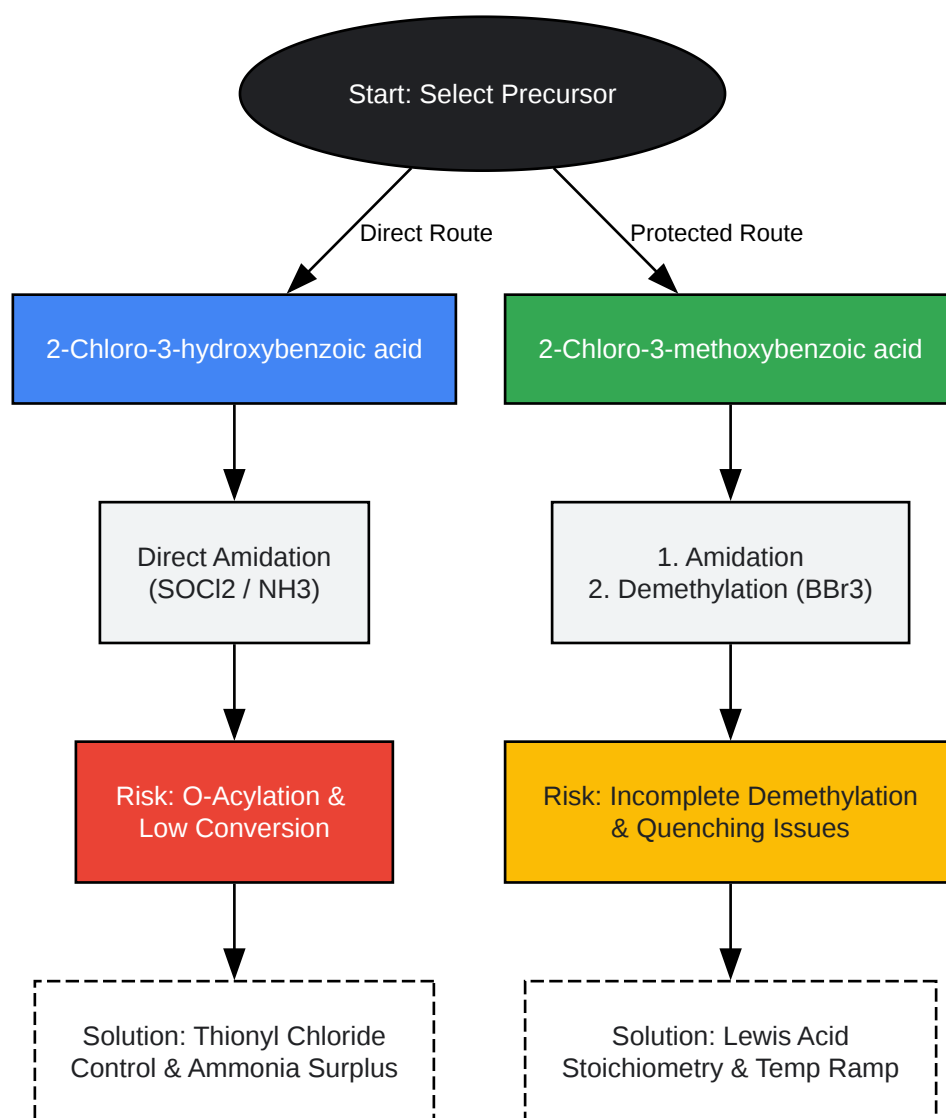 Start: Select Precursor
Direct Route
Protected Route
2-Chloro-3-hydroxybenzoic acid
2-Chloro-3-methoxybenzoic acid
Direct Amidation
(SOCl2 / NH3)
1. Amidation
2. Demethylation (BBr3)
Risk: O-Acylation &
Low Conversion
Risk: Incomplete Demethylation
& Quenching Issues
Solution: Thionyl Chloride
Control & Ammonia Surplus
Solution: Lewis Acid
Stoichiometry & Temp Ramp